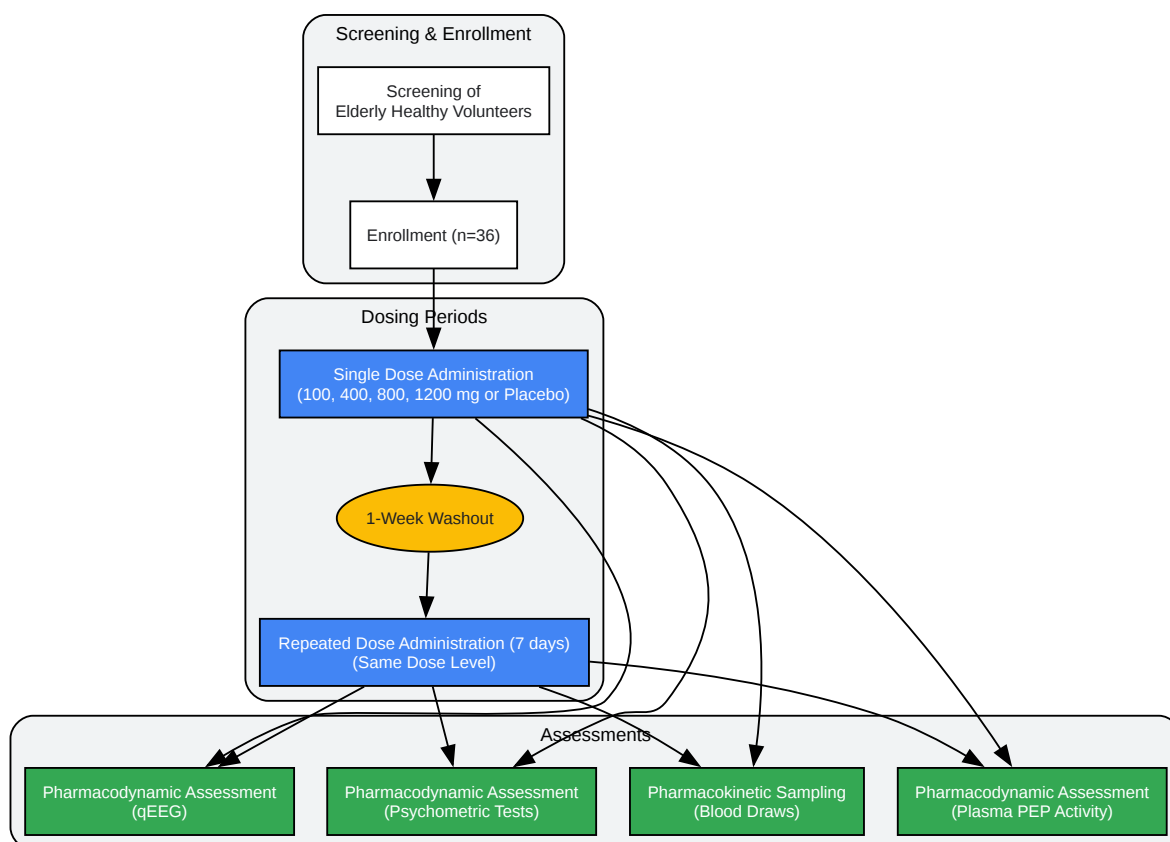 Screening & Enrollment
Screening of
Elderly Healthy Volunteers
Enrollment (n=36)
Dosing Periods
Single Dose Administration
(100, 400, 800, 1200 mg or Placebo)
1-Week Washout
Repeated Dose Administration (7 days)
(Same Dose Level)
Assessments
Pharmacodynamic Assessment
(qEEG)
Pharmacodynamic Assessment
(Psychometric Tests)
Pharmacokinetic Sampling
(Blood Draws)
Pharmacodynamic Assessment
(Plasma PEP Activity)